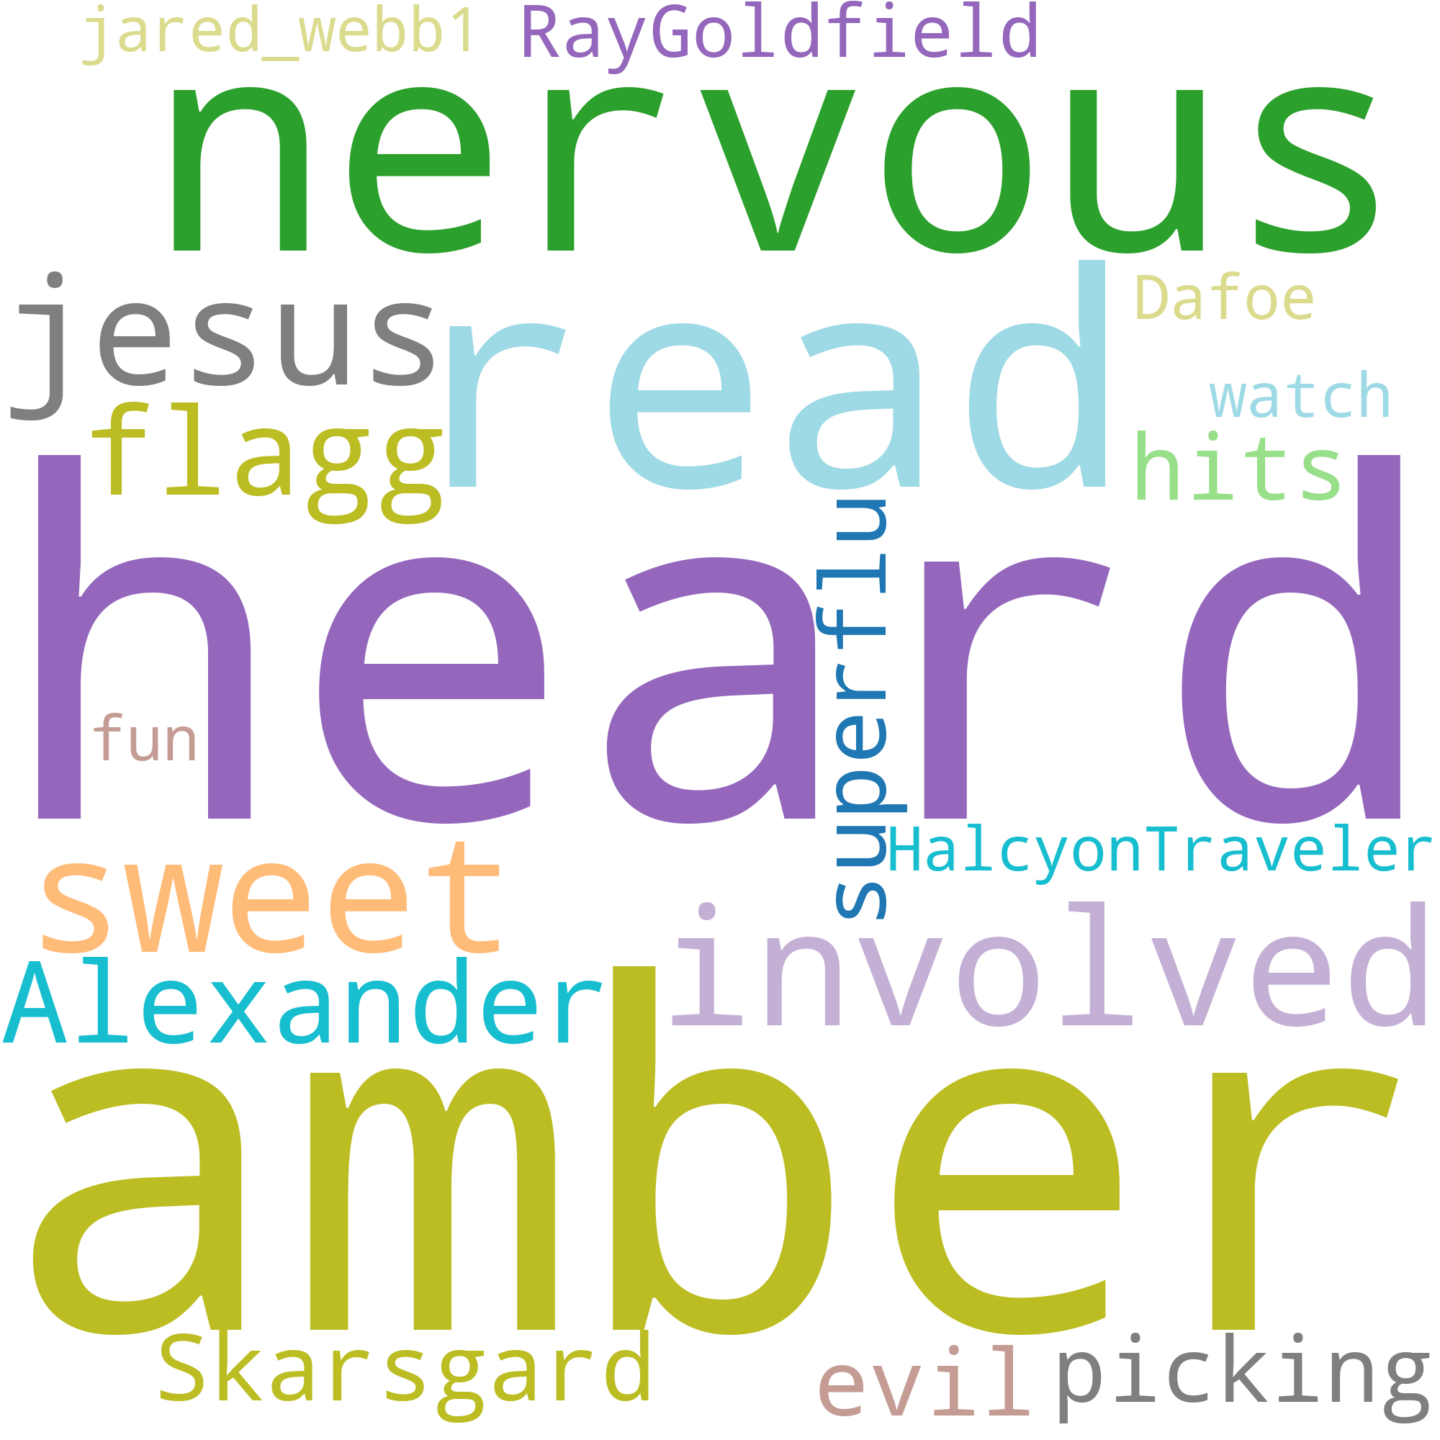 jared_webb1 RayGoldfield
nervous
jesus read Dafoe
flagg watch
hits
heard
superflu
fun
HalcyonTraveler
sweet involved
Alexander
amber
Skarsgard evil picking